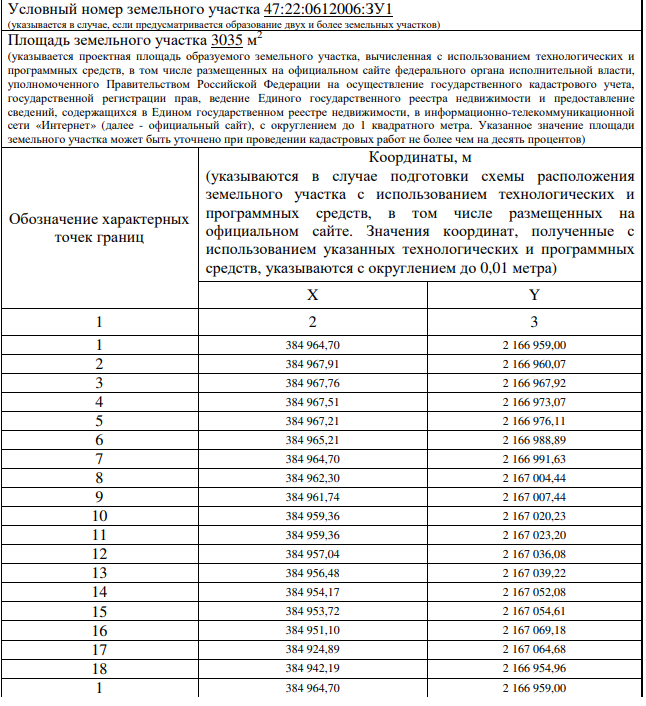 Условный номер земельного участка 47:22:0612006:ЗУ1
(указывается в случае, если предусматривается образование двух и более земельных участков)
Площадь земельного участка 3035 м2
(указывается проектная площадь образуемого земельного участка, вычисленная с использованием технологических и
программных средств, в том числе размещенных на официальном сайте федерального органа исполнительной власти,
уполномоченного Правительством Российской Федерации на осуществление государственного кадастрового учета,
государственной регистрации прав, ведение Единого государственного реестра недвижимости и предоставление
сведений, содержащихся в Едином государственном реестре недвижимости, в информационно-телекоммуникационной
сети «Интернет» (далее - официальный сайт), с округлением до 1 квадратного метра. Указанное значение площади
земельного участка может быть уточнено при проведении кадастровых работ не более чем на десять процентов)
Обозначение характерных
точек границ
Координаты, м
(указываются в случае подготовки схемы расположения
земельного участка с использованием технологических и
программных средств, в том числе размещенных на
официальном сайте. Значения координат, полученные с
использованием указанных технологических и программных
средств, указываются с округлением до 0,01 метра)
X Y
1 2 3
1 384 964,70 2 166 959,00
2 384 967,91 2 166 960,07
3 384 967,76 2 166 967,92
4 384 967,51 2 166 973,07
5 384 967,21 2 166 976,11
6 384 965,21 2 166 988,89
7 384 964,70 2 166 991,63
8 384 962,30 2 167 004,44
9 384 961,74 2 167 007,44
10 384 959,36 2 167 020,23
11 384 959,36 2 167 023,20
12 384 957,04 2 167 036,08
13 384 956,48 2 167 039,22
14 384 954,17 2 167 052,08
15 384 953,72 2 167 054,61
16 384 951,10 2 167 069,18
17 384 924,89 2 167 064,68
18 384 942,19 2 166 954,96
1 384 964,70 2 166 959,00